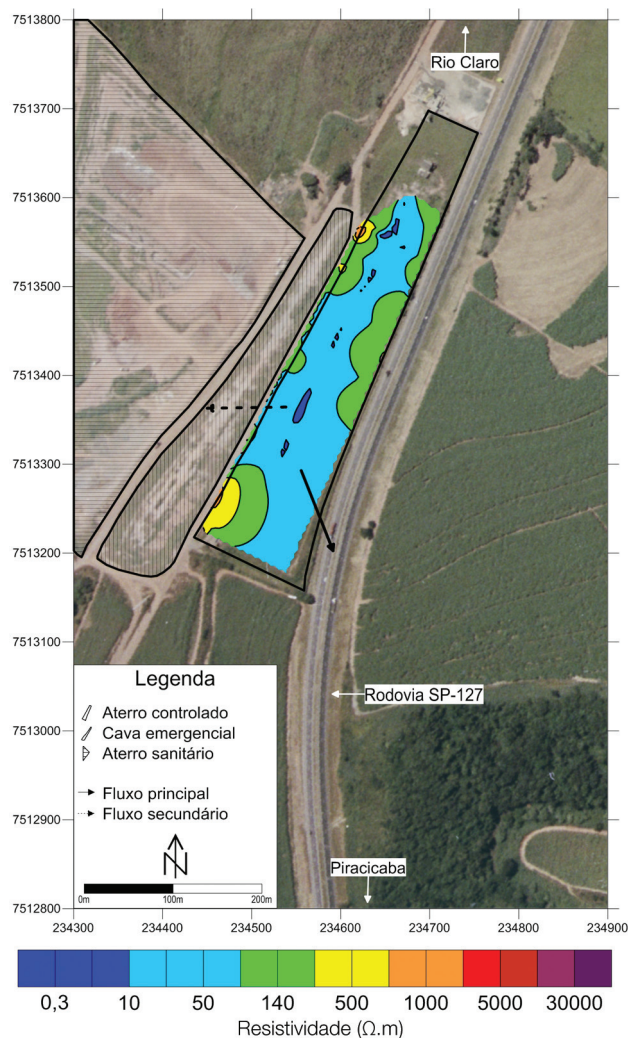 7513800
Rio Claro
7513700
7513600
7513500
7513400
7513300
7513200
7513100
7513000
7512900
7512800
Rodovia SP-127
Legenda
Aterro controlado
Cava emergencial
Aterro sanitário
Fluxo principal
Fluxo secundário
N
0m 100m 200m
Piracicaba
234300 234400 234500 234600 234700 234800 234900
0,3 10 50 140 500 1000 5000 30000
Resistividade (Ω.m)